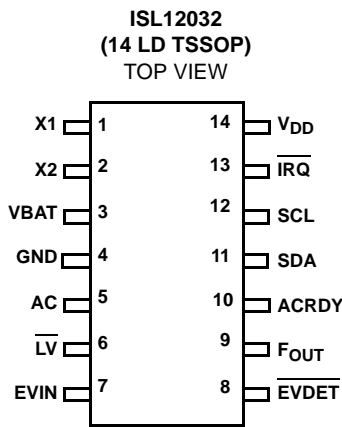 ISL12032
(14 LD TSSOP)
TOP VIEW
X1 1 14 VDD
X2 2 13 IRQ
VBAT 3 12 SCL
GND 4 11 SDA
AC 5 10 ACRDY
LV 6 9 FOUT
EVIN 7 8 EVDET